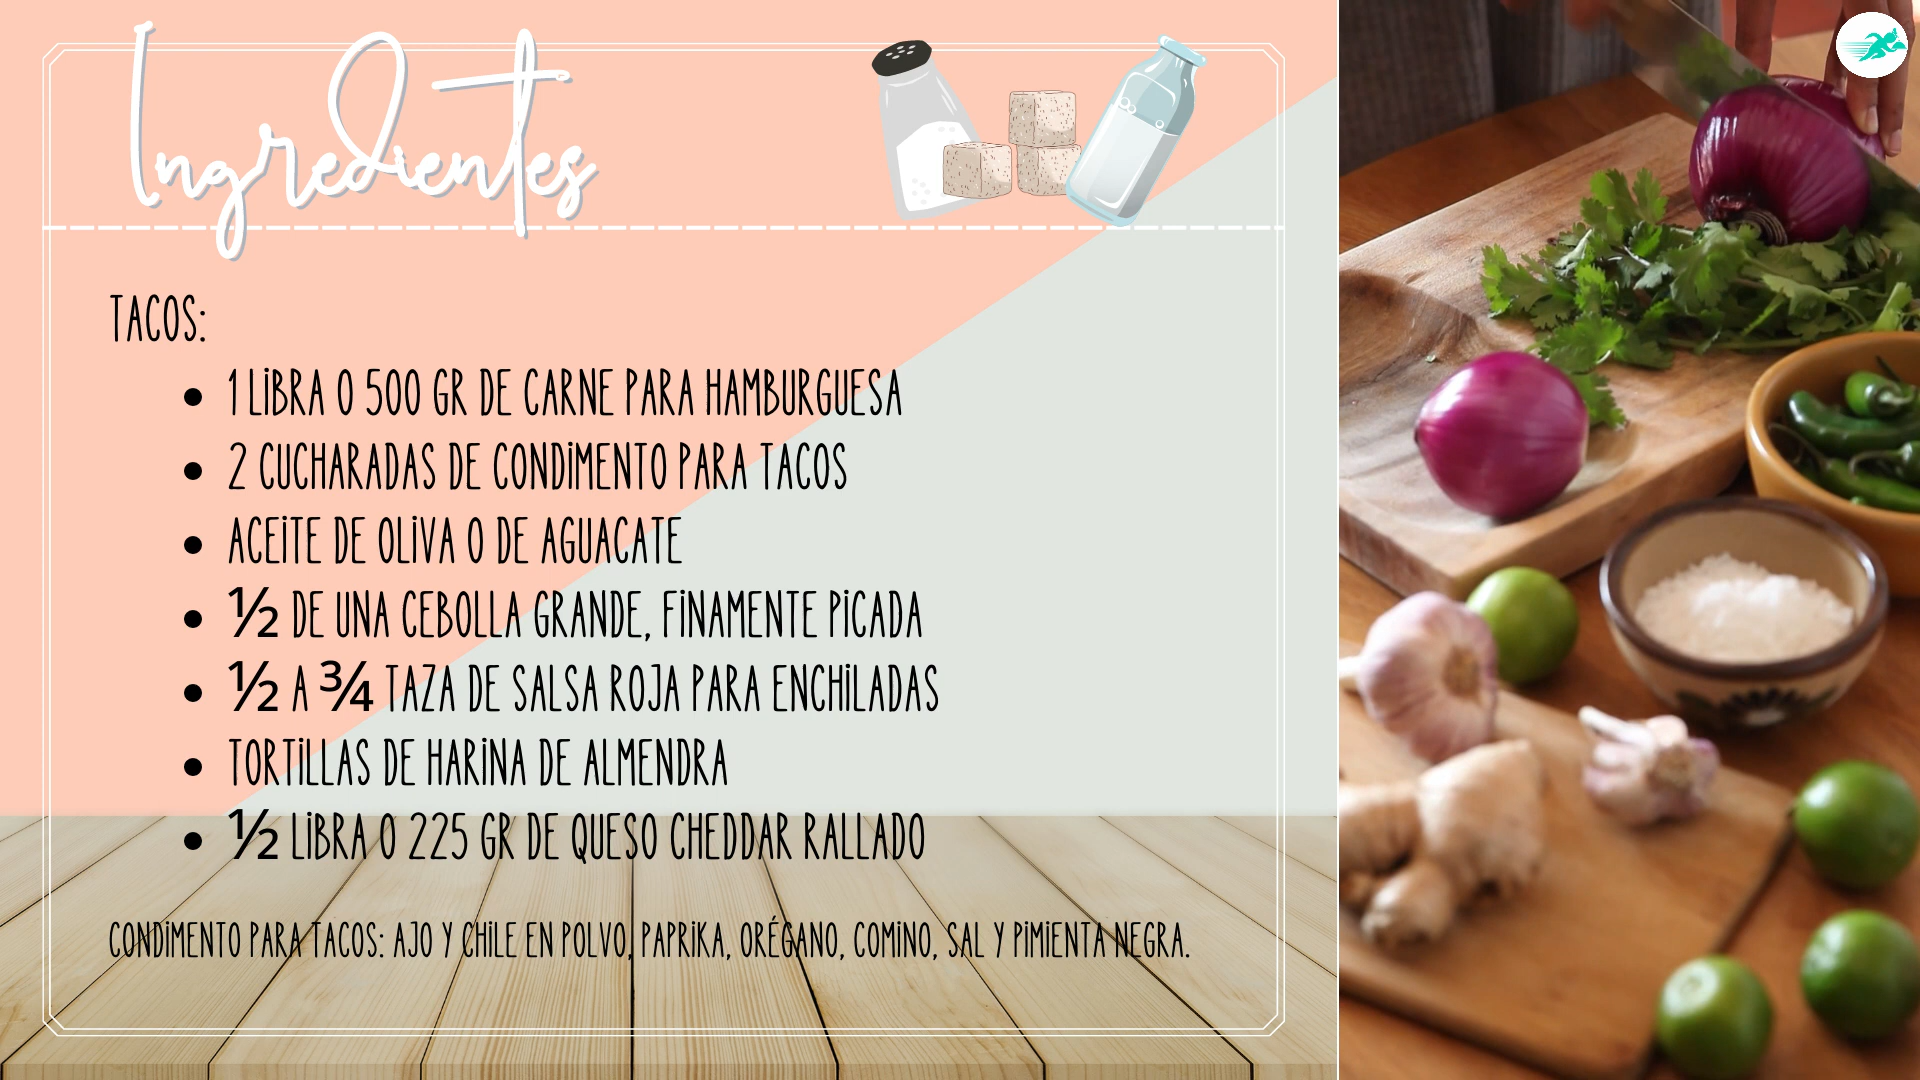 Ingredientes
TACOS:
• 1 LiBRA O 500 GR DE CARNE PARA HAMBURGUESA
• 2 CUCHARADAS DE CONDiMENTO PARA TACOS
• ACEiTE DE OLiVA O DE AGUACATE
• ½ DE UNA CEBOLLA GRANDE, FiNAMENTE PiCADA
• ½ A ¾ TAZA DE SALSA ROJA PARA ENCHiLADAS
• TORTiLLAS DE HARiNA DE ALMENDRA
• ½ LiBRA O 225 GR DE QUESO CHEDDAR RALLADO
CONDiMENTO PARA TACOS: AJO Y CHiLE EN POLVO, PAPRiKA, ORÉGANO, COMiNO, SAL Y PiMiENTA NEGRA.